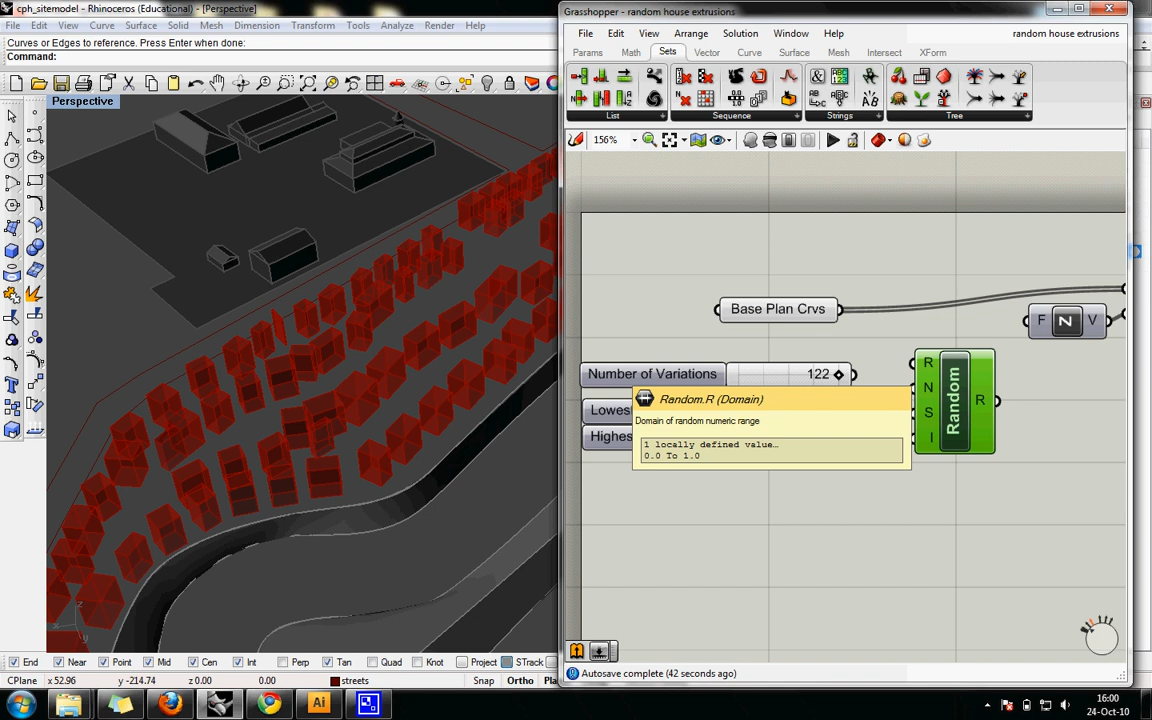 cph_sitemodel - Rhinoceros (Educational) - [Perspective]
File Edit View Curve Surface Solid Mesh Dimension Transform Tools Analyze Render Help
Curves or Edges to reference. Press Enter when done:
Command:
Perspective
Grasshopper - random house extrusions
File Edit View Arrange Solution Window Help random house extrusions
Params Math Sets Vector Curve Surface Mesh Intersect XForm
List Sequence Strings Tree
156%
Base Plan Crvs
F N V
Number of Variations 122
Lowes
Highes
Random.R (Domain)
Domain of random numeric range
1 locally defined value…
0.0 To 1.0
R
N
S
I
Random
R
Autosave complete (42 seconds ago)
End Near Point Mid Cen Int Perp Tan Quad Knot Project STrack
CPlane x 52.96 y -214.74 z 0.00 0.00 streets Snap Ortho Pla
Ai
16:00
24-Oct-10